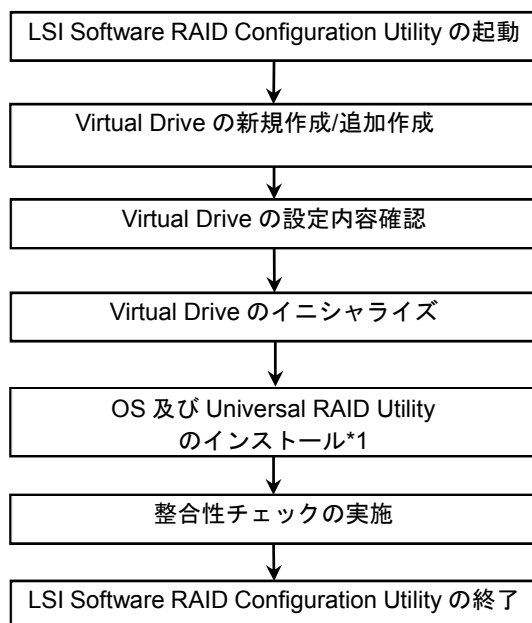 LSI Software RAID Configuration Utility の起動
Virtual Drive の新規作成/追加作成
Virtual Drive の設定内容確認
Virtual Drive のイニシャライズ
OS 及び Universal RAID Utility
のインストール*1
整合性チェックの実施
LSI Software RAID Configuration Utility の終了